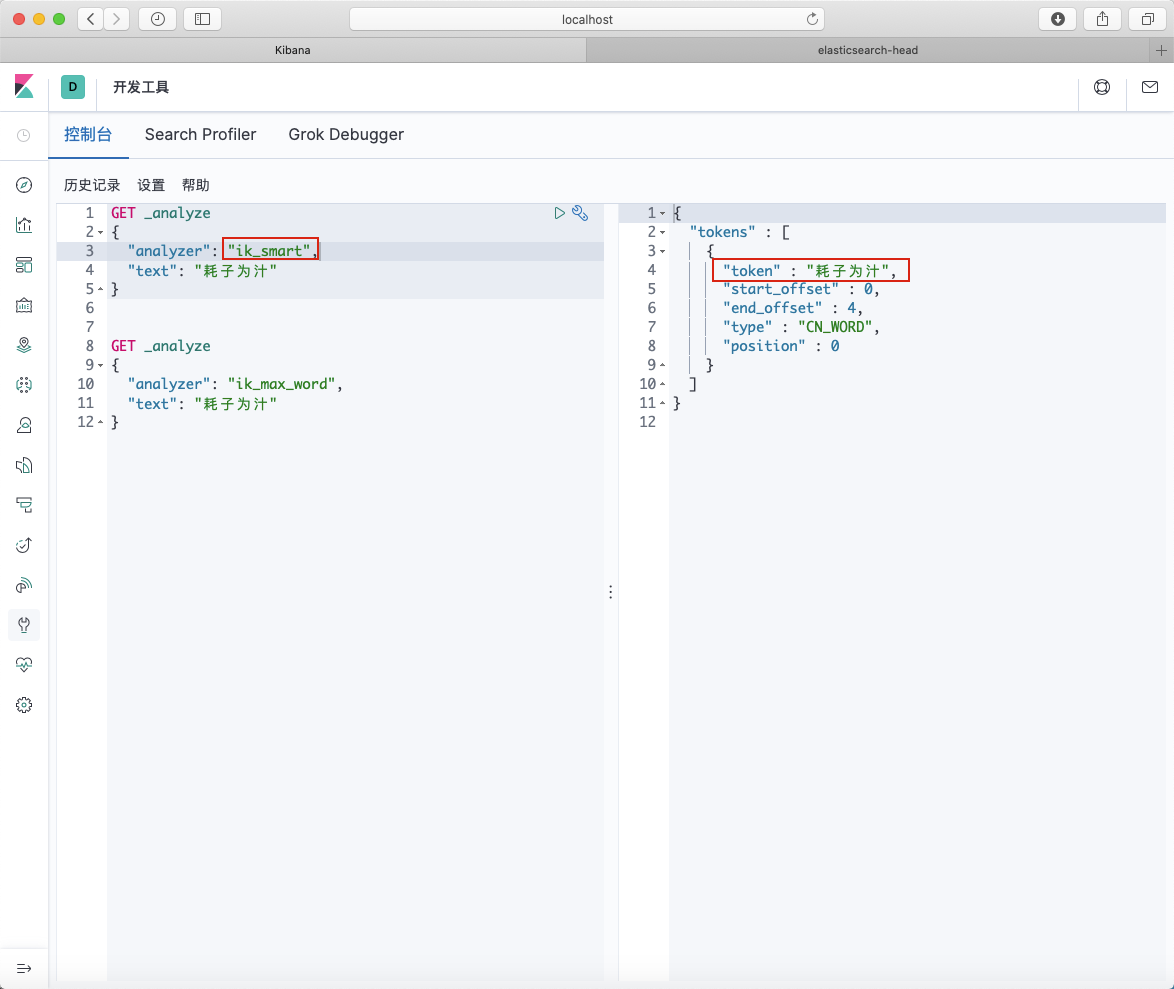 localhost
Kibana
elasticsearch-head
D
开发工具
控制台 Search Profiler Grok Debugger
历史记录 设置 帮助
1 GET _analyze
2 {
3 "analyzer": "ik_smart",
4 "text": "耗子为汁"
5 }
6
7
8 GET _analyze
9 {
10 "analyzer": "ik_max_word",
11 "text": "耗子为汁"
12 }
1 {
2 "tokens" : [
3 {
4 "token" : "耗子为汁",
5 "start_offset" : 0,
6 "end_offset" : 4,
7 "type" : "CN_WORD",
8 "position" : 0
9 }
10 ]
11 }
12